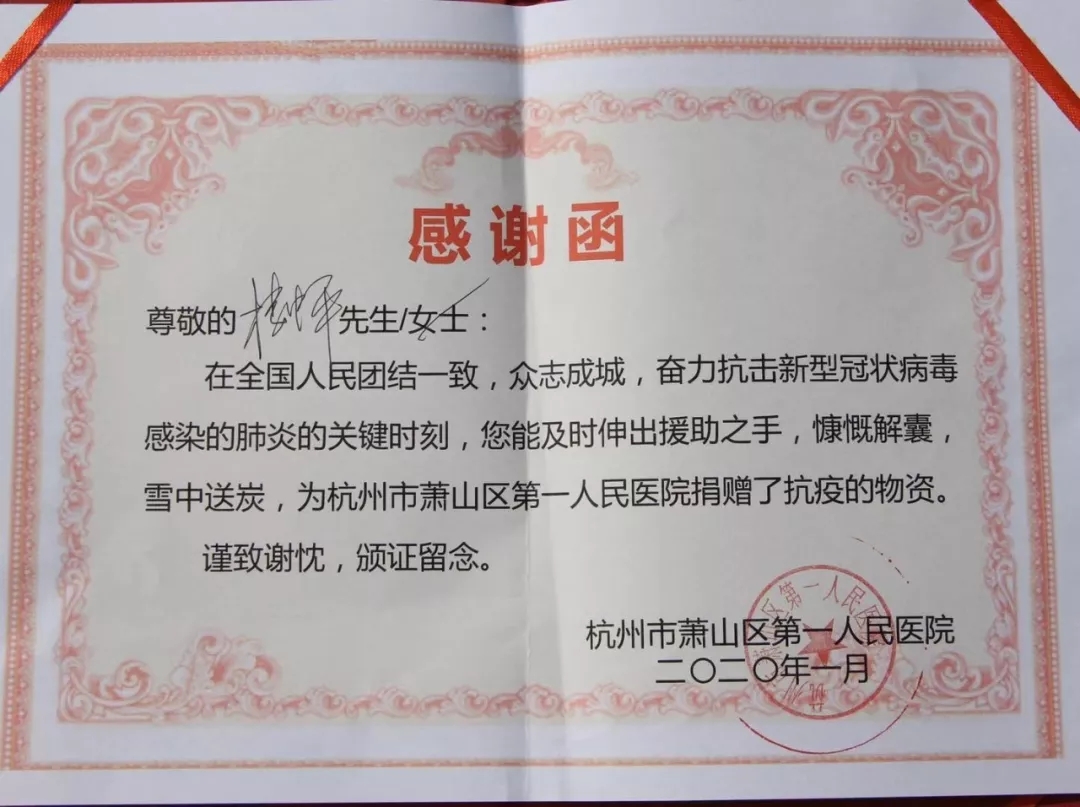 感谢函
尊敬的 先生/女士：
在全国人民团结一致，众志成城，奋力抗击新型冠状病毒
感染的肺炎的关键时刻，您能及时伸出援助之手，慷慨解囊，
雪中送炭，为杭州市萧山区第一人民医院捐赠了抗疫的物资。
谨致谢忱，颁证留念。
杭州市萧山区第一人民医院
二〇二〇年一月